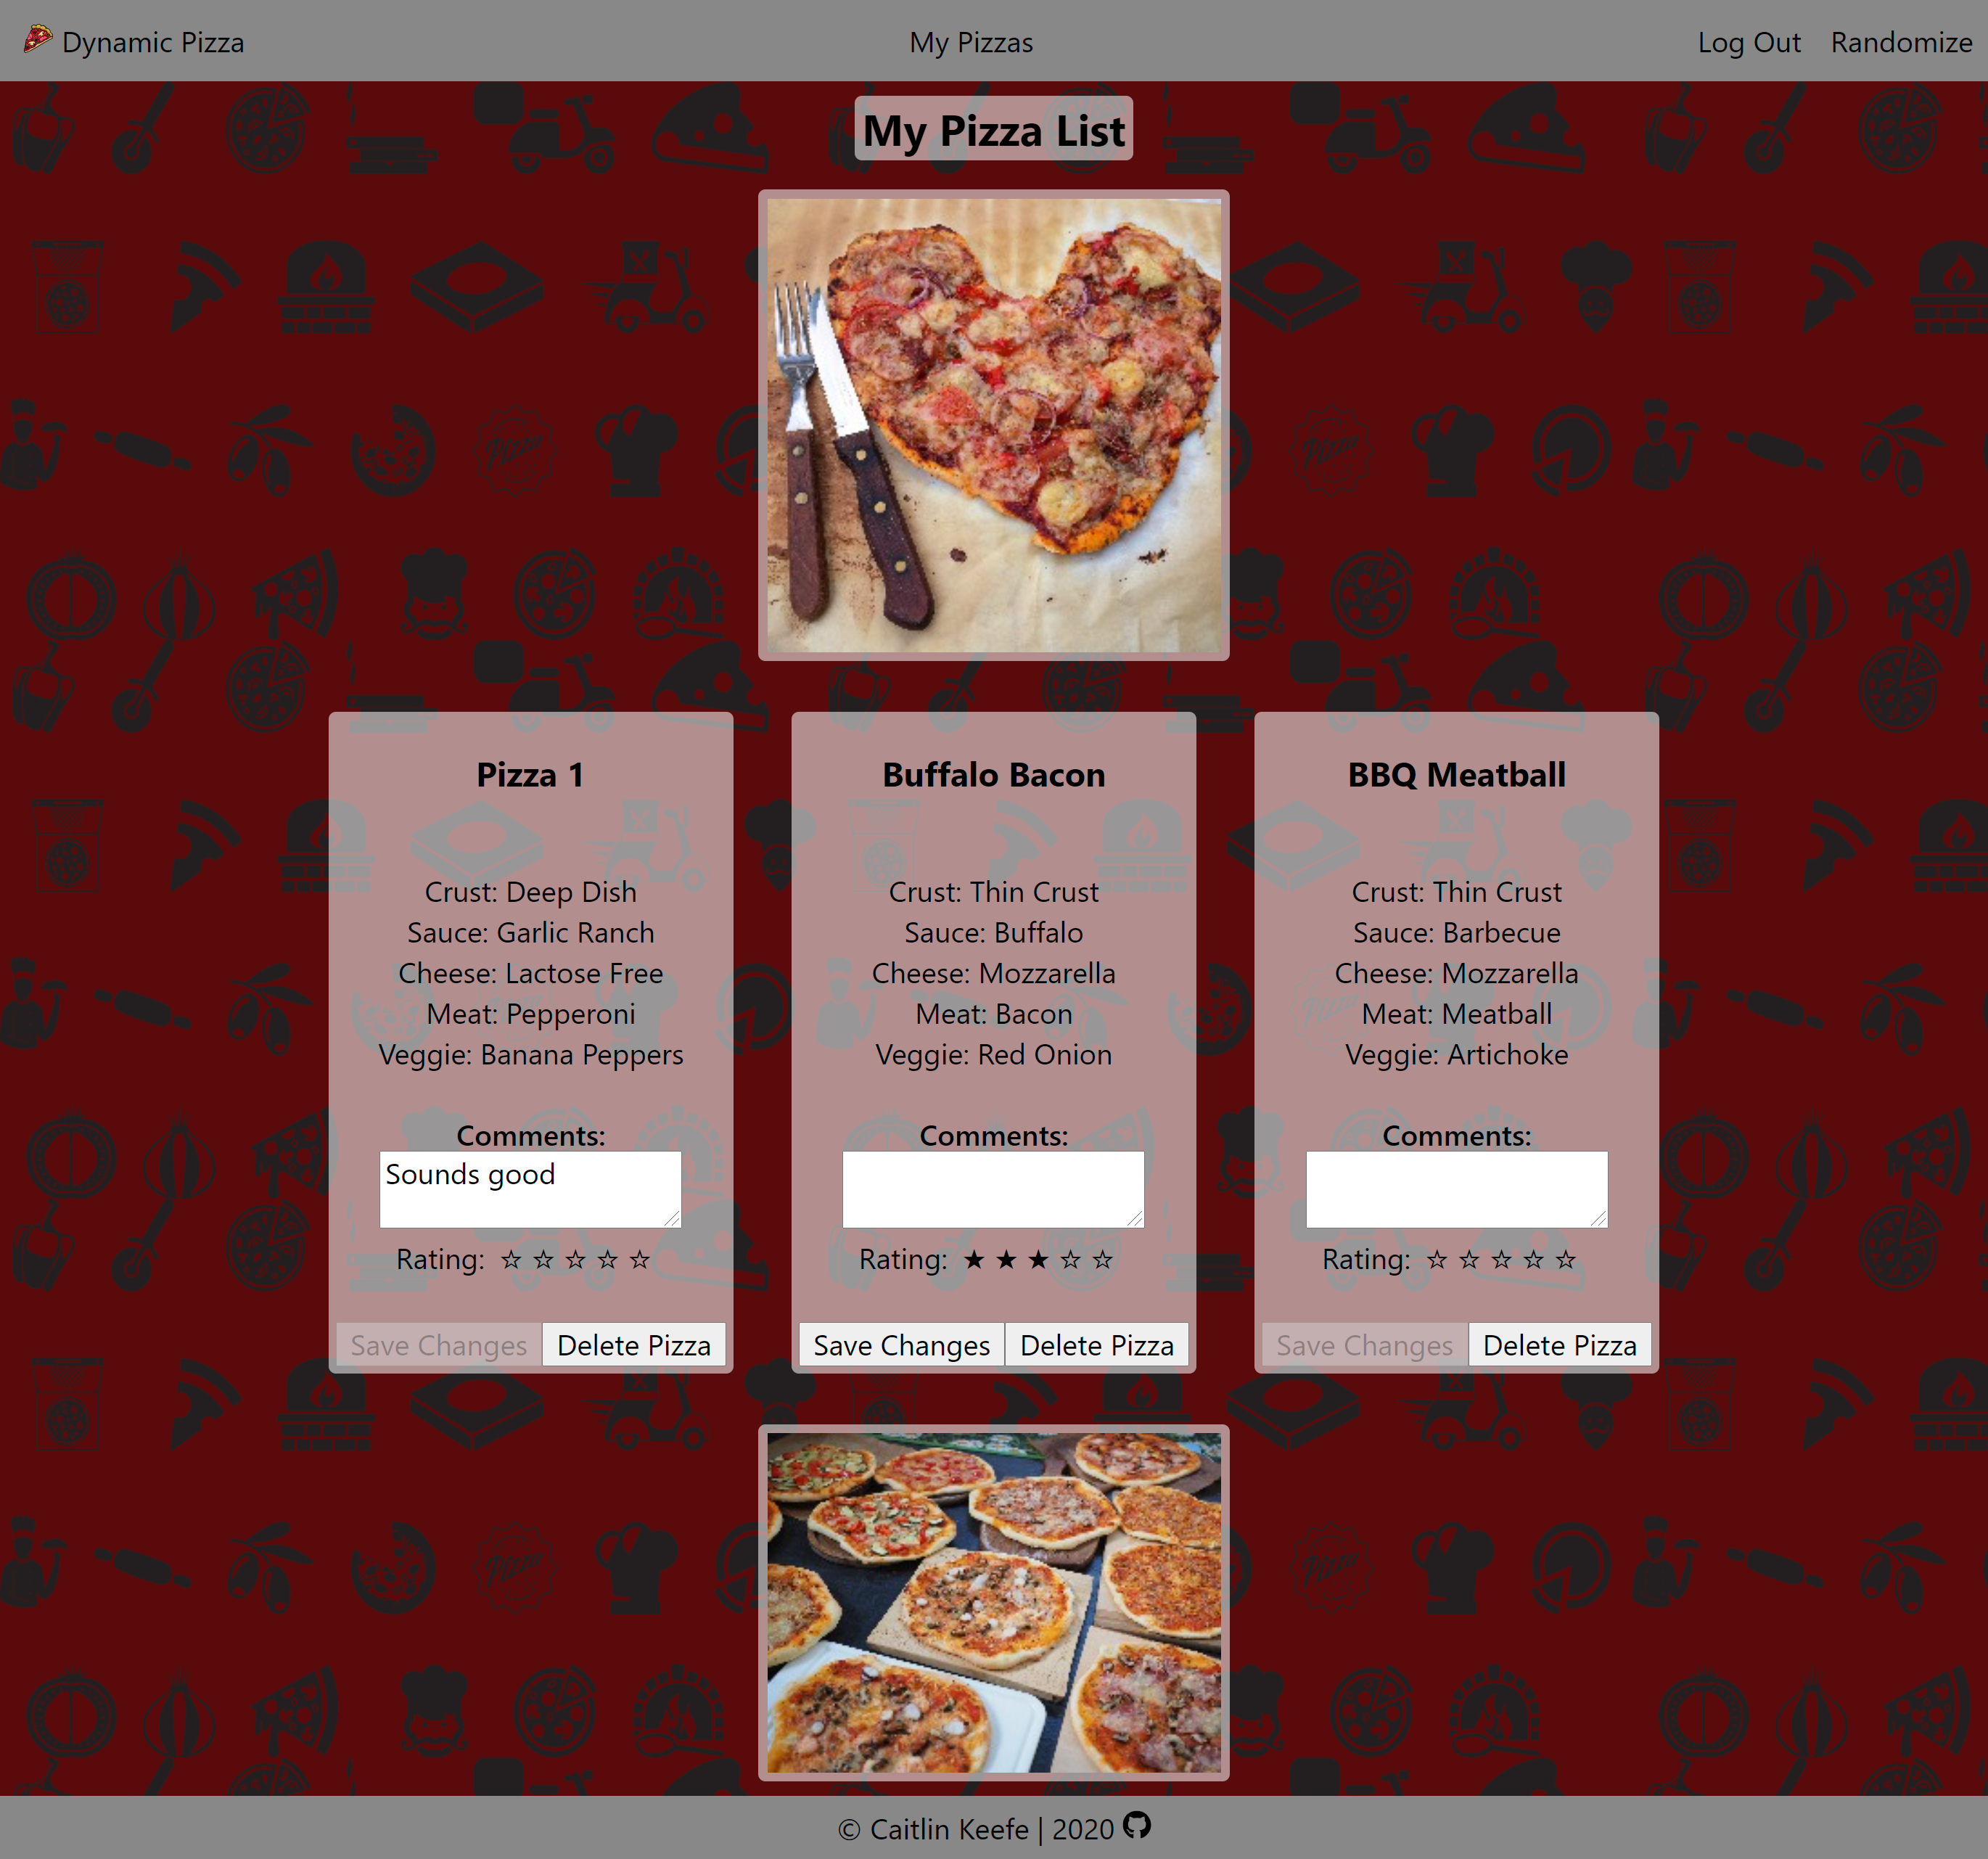 Dynamic Pizza
My Pizzas
Log Out Randomize
My Pizza List
Pizza 1
Crust: Deep Dish
Sauce: Garlic Ranch
Cheese: Lactose Free
Meat: Pepperoni
Veggie: Banana Peppers
Comments:
Sounds good
Rating: ☆ ☆ ☆ ☆ ☆
Save Changes Delete Pizza
Buffalo Bacon
Crust: Thin Crust
Sauce: Buffalo
Cheese: Mozzarella
Meat: Bacon
Veggie: Red Onion
Comments:
Rating: ★ ★ ★ ☆ ☆
Save Changes Delete Pizza
BBQ Meatball
Crust: Thin Crust
Sauce: Barbecue
Cheese: Mozzarella
Meat: Meatball
Veggie: Artichoke
Comments:
Rating: ☆ ☆ ☆ ☆ ☆
Save Changes Delete Pizza
© Caitlin Keefe | 2020